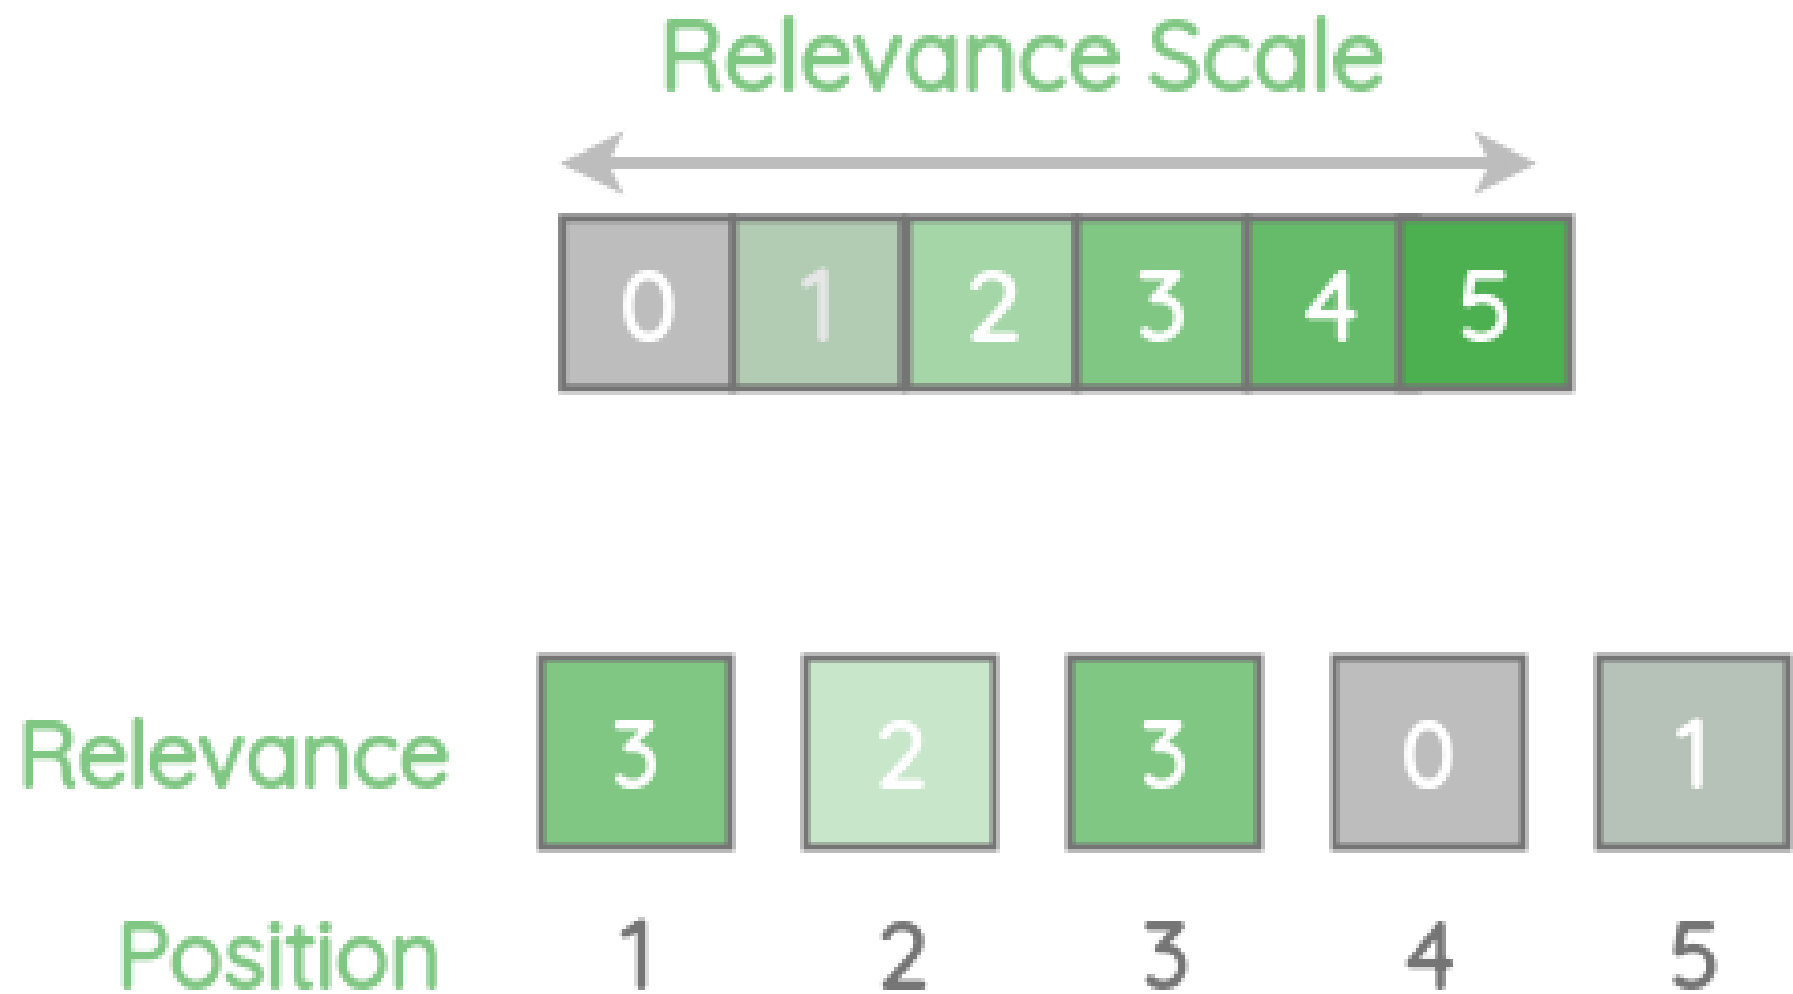 Relevance Scale
0 1 2 3 4 5
Relevance 3 2 3 0 1
Position 1 2 3 4 5